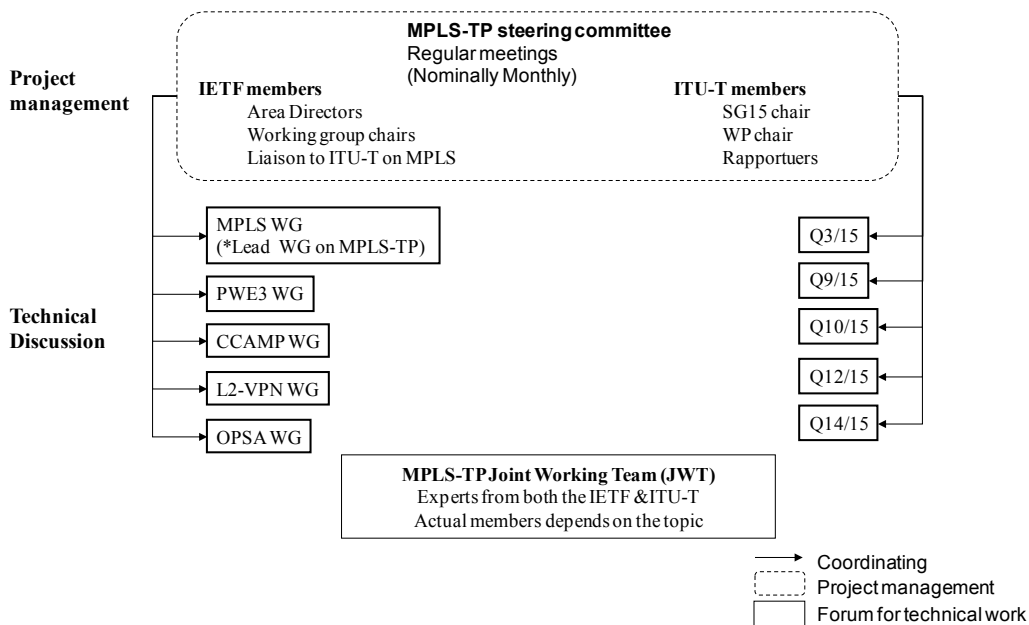 MPLS-TP steering committee
Regular meetings
(Nominally Monthly)
Project
management
IETF members
Area Directors
Working group chairs
Liaison to ITU-T on MPLS
ITU-T members
SG15 chair
WP chair
Rapportuers
Technical
Discussion
MPLS WG
(*Lead WG on MPLS-TP)
PWE3 WG
CCAMP WG
L2-VPN WG
OPSA WG
Q3/15
Q9/15
Q10/15
Q12/15
Q14/15
MPLS-TP Joint Working Team (JWT)
Experts from both the IETF & ITU-T
Actual members depends on the topic
Coordinating
Project management
Forum for technical work